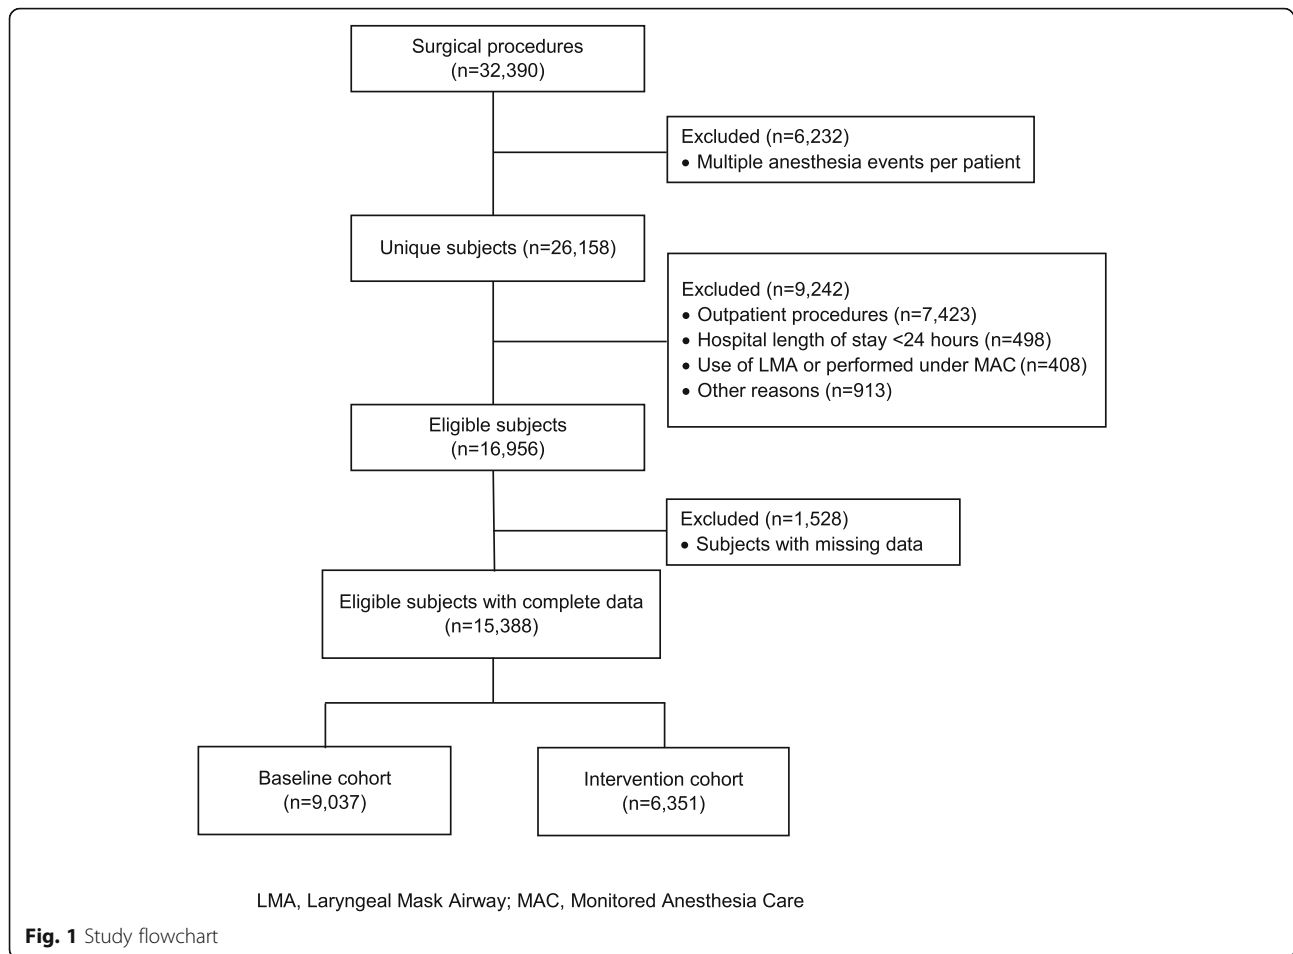 Surgical procedures
(n=32,390)
Excluded (n=6,232)
• Multiple anesthesia events per patient
Unique subjects (n=26,158)
Excluded (n=9,242)
• Outpatient procedures (n=7,423)
• Hospital length of stay <24 hours (n=498)
• Use of LMA or performed under MAC (n=408)
• Other reasons (n=913)
Eligible subjects
(n=16,956)
Excluded (n=1,528)
• Subjects with missing data
Eligible subjects with complete data
(n=15,388)
Baseline cohort
(n=9,037)
Intervention cohort
(n=6,351)
LMA, Laryngeal Mask Airway; MAC, Monitored Anesthesia Care
Fig. 1 Study flowchart